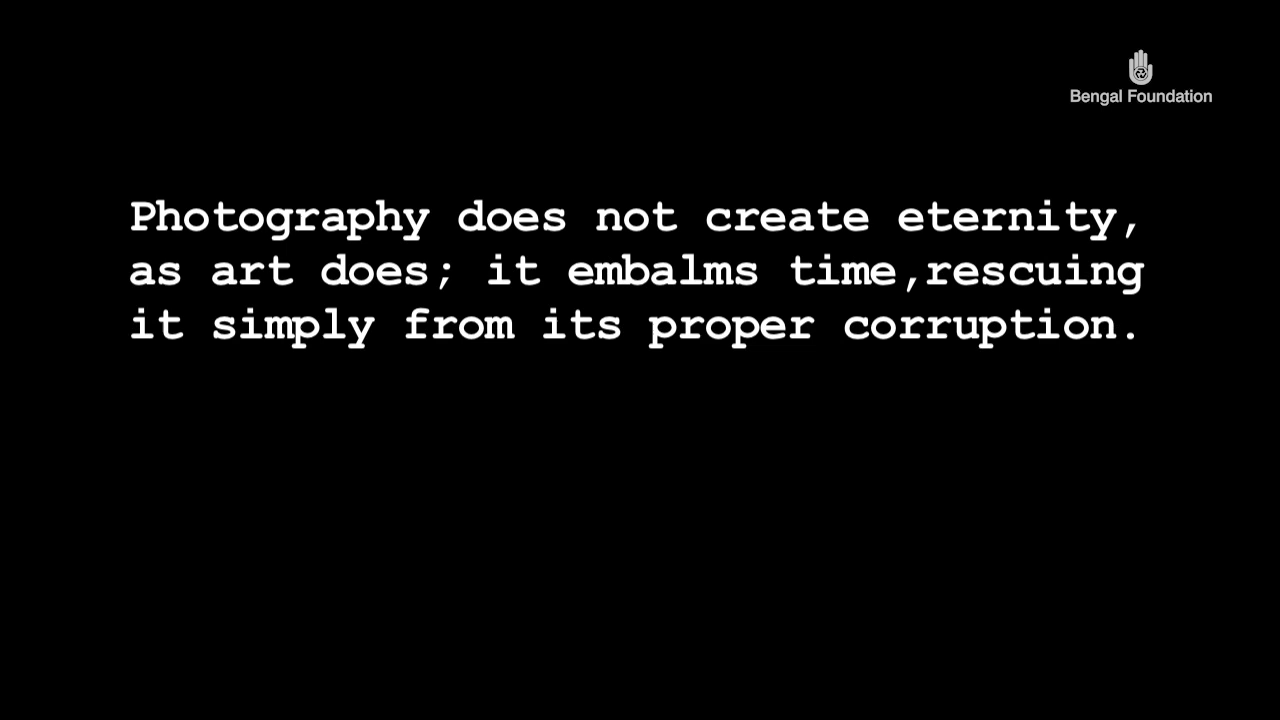 Bengal Foundation
Photography does not create eternity,
as art does; it embalms time,rescuing
it simply from its proper corruption.